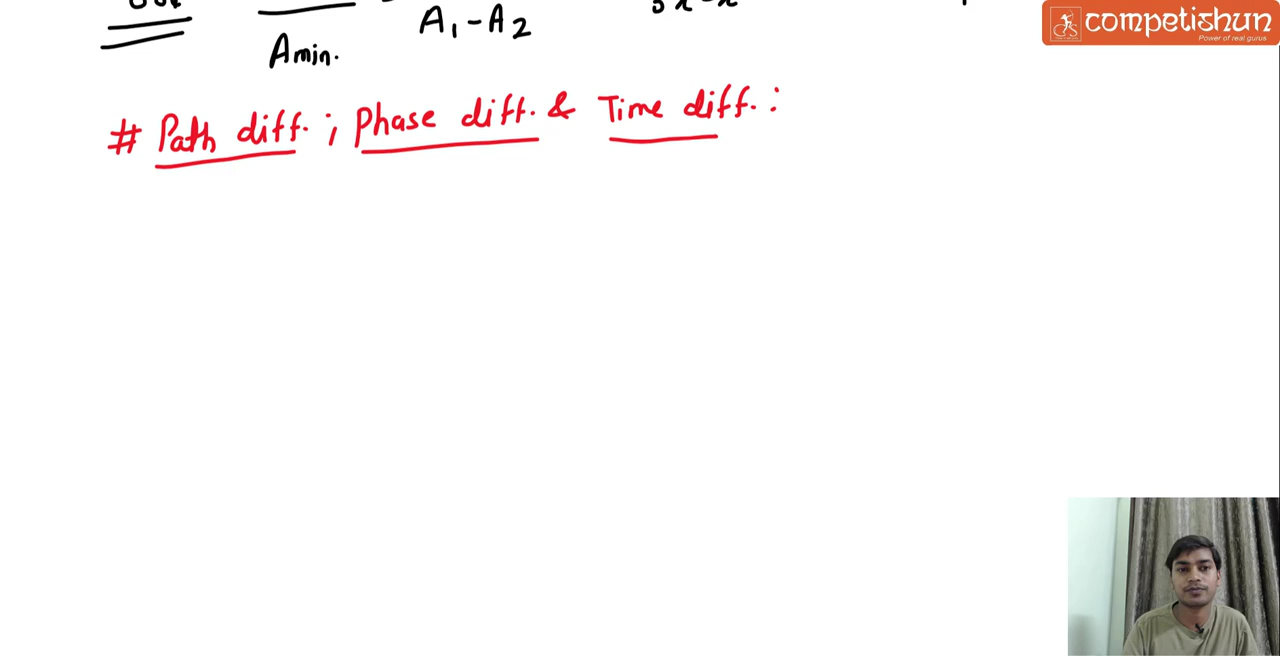 A₁-A₂
Amin.
competishun
Power of real gurus
# Path diff. ; Phase diff. & Time diff. :